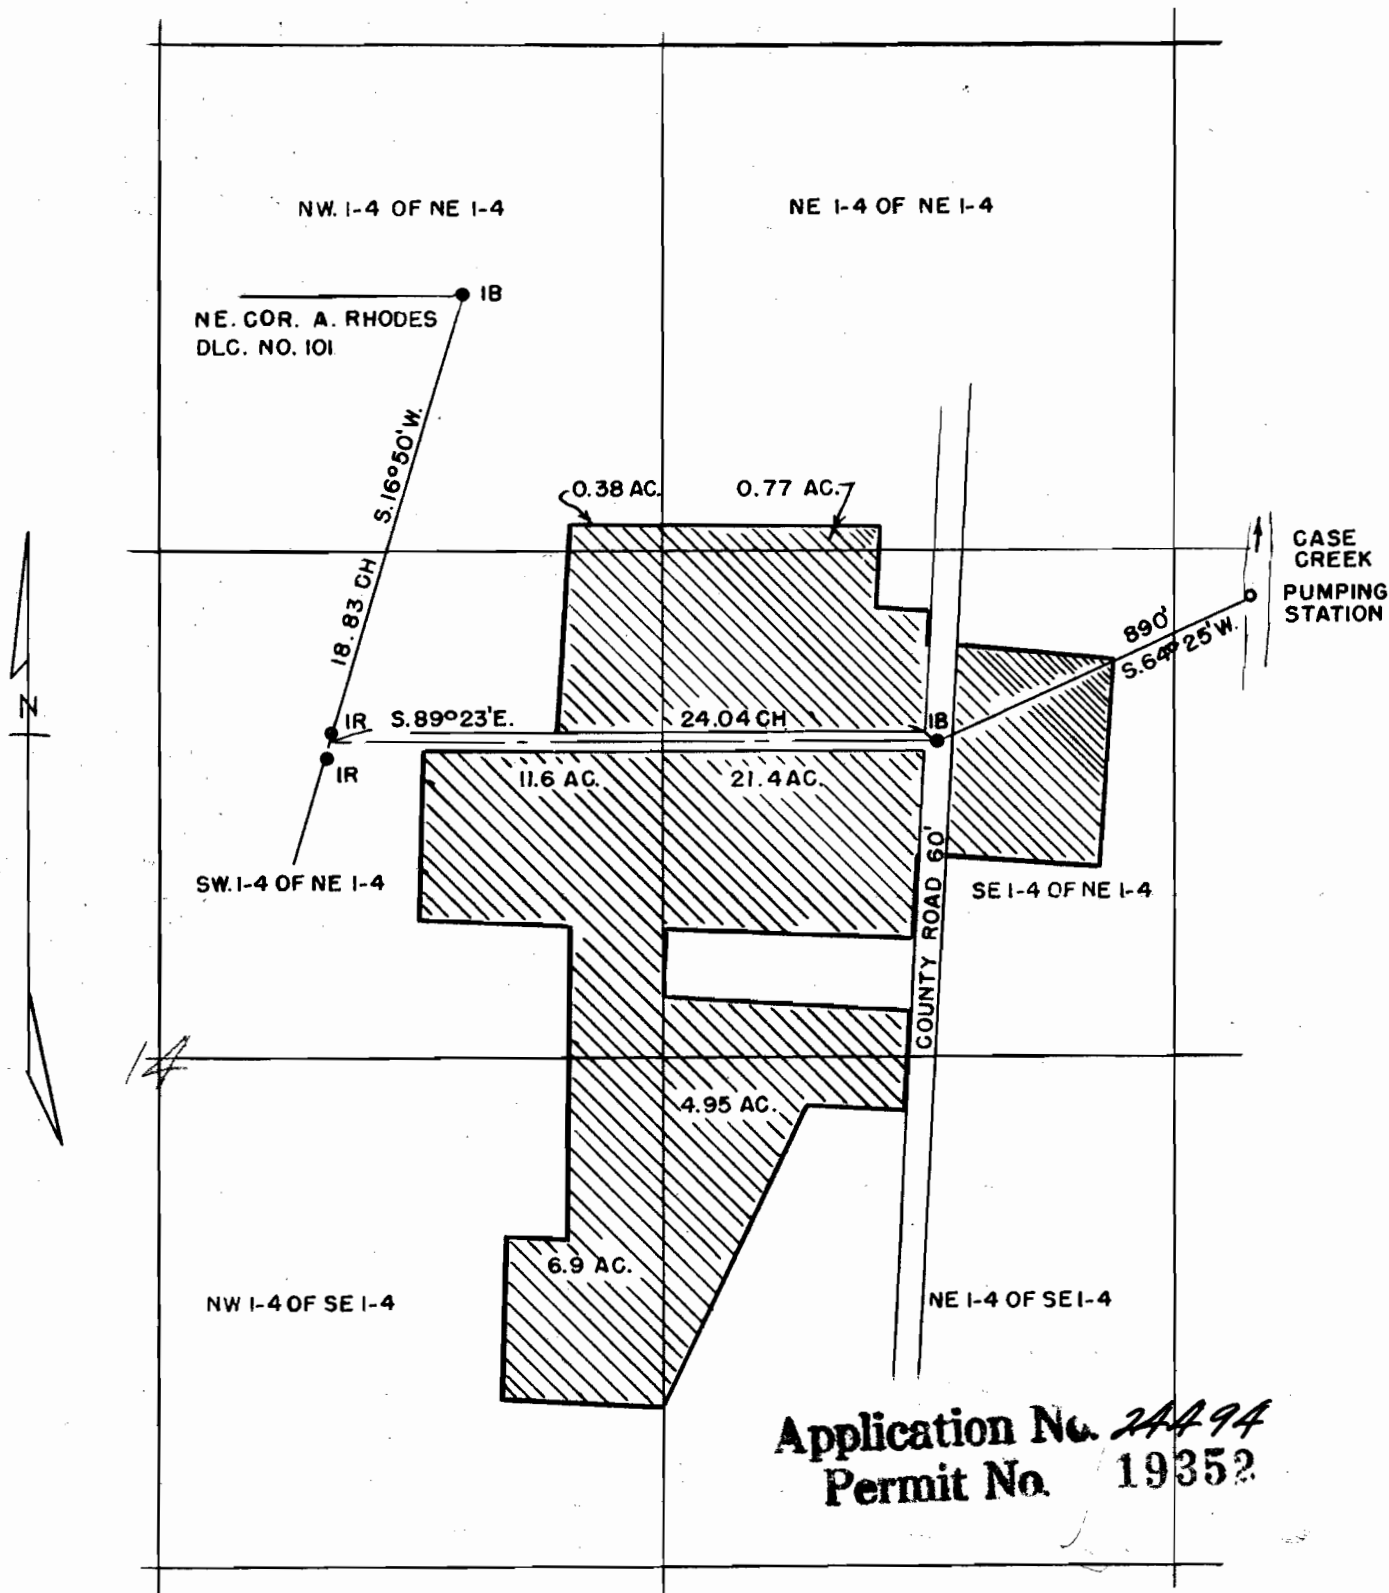 NW. 1-4 OF NE 1-4
NE 1-4 OF NE 1-4
1B
NE. COR. A. RHODES
DLC. NO. 101
18.83 CH S. 16°50'W.
0.38 AC.
0.77 AC.
CASE
CREEK
PUMPING
STATION
890'
S.64° 25'W.
N
1R
S. 89°23'E.
24.04 CH
1B
1R
11.6 AC.
21.4 AC.
SW. 1-4 OF NE 1-4
SE 1-4 OF NE 1-4
COUNTY ROAD 60'
14
4.95 AC.
6.9 AC.
NW 1-4 OF SE 1-4
NE 1-4 OF SE 1-4
Application No. 24494
Permit No. 19352